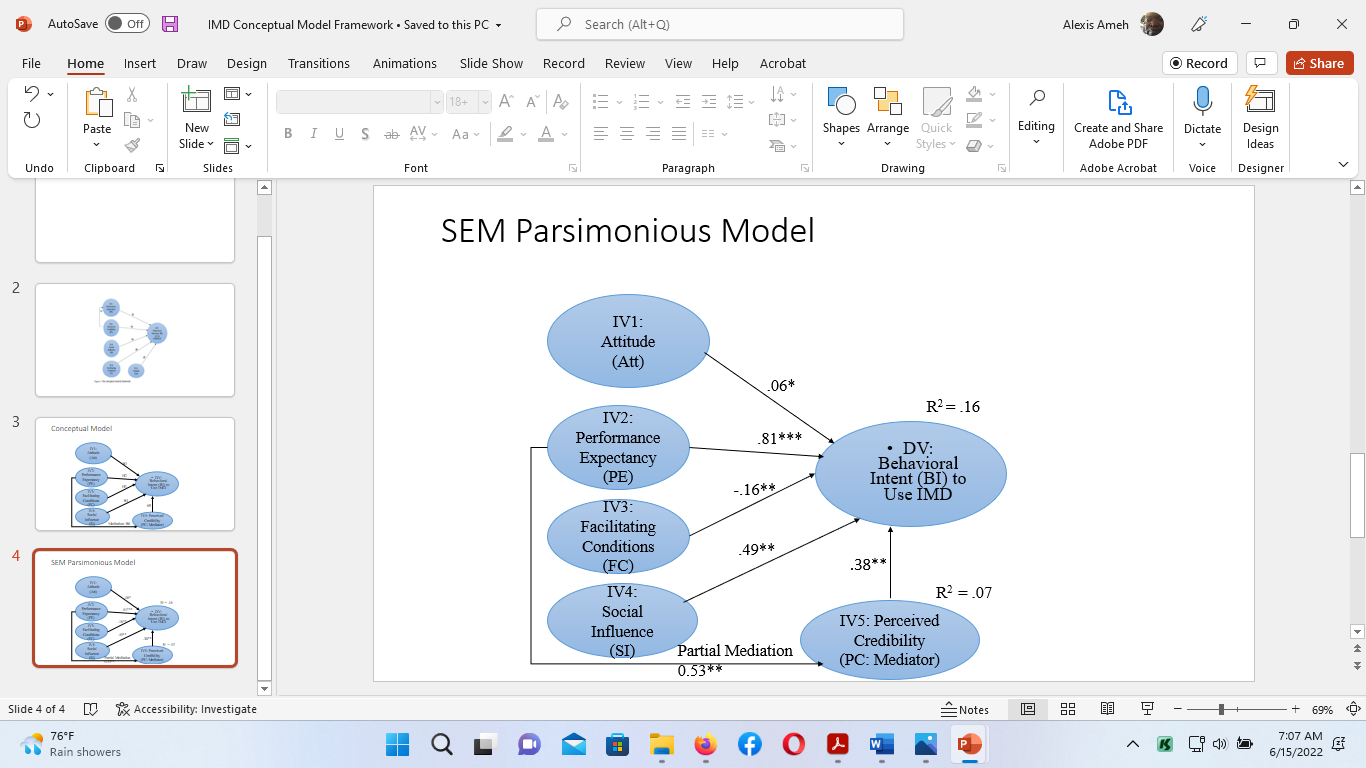 AutoSave Off IMD Conceptual Model Framework • Saved to this PC Search (Alt+Q) Alexis Ameh
File Home Insert Draw Design Transitions Animations Slide Show Record Review View Help Acrobat Record Share
18+
Paste New Slide Shapes Arrange Quick Styles Editing Create and Share Adobe PDF Dictate Design Ideas
Undo Clipboard Slides Font Paragraph Drawing Adobe Acrobat Voice Designer
2
3
Conceptual Model
4
SEM Parsimonious Model
SEM Parsimonious Model
IV1:
Attitude
(Att)
.06*
R2 = .16
IV2:
Performance
Expectancy
(PE)
.81***
• DV:
Behavioral
Intent (BI) to
Use IMD
-.16**
IV3:
Facilitating
Conditions
(FC)
.49**
.38**
IV4:
Social
Influence
(SI)
R2 = .07
IV5: Perceived
Credibility
(PC: Mediator)
Partial Mediation
0.53**
Slide 4 of 4 Accessibility: Investigate Notes 69%
76°F
Rain showers
7:07 AM
6/15/2022